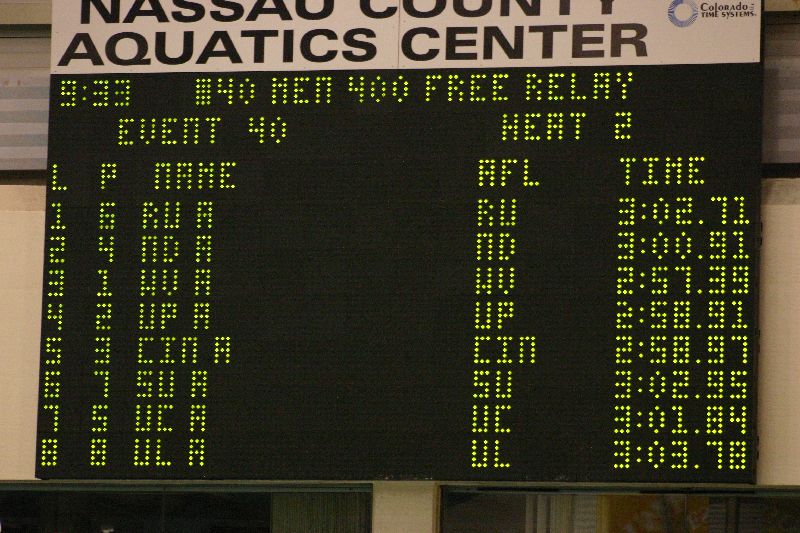 NASSAU COUNTY
AQUATICS CENTER
Colorado TIME SYSTEMS
9:33 #40 MEN 400 FREE RELAY
EVENT 40 HEAT 2
L P NAME AFL TIME
1 6 RU A RU 3:02.71
2 4 ND A ND 3:00.91
3 1 WV A WV 2:57.39
4 2 UP A UP 2:58.91
5 3 CIN A CIN 2:58.97
6 7 SU A SU 3:02.95
7 5 UC A UC 3:01.84
8 8 UL A UL 3:03.78